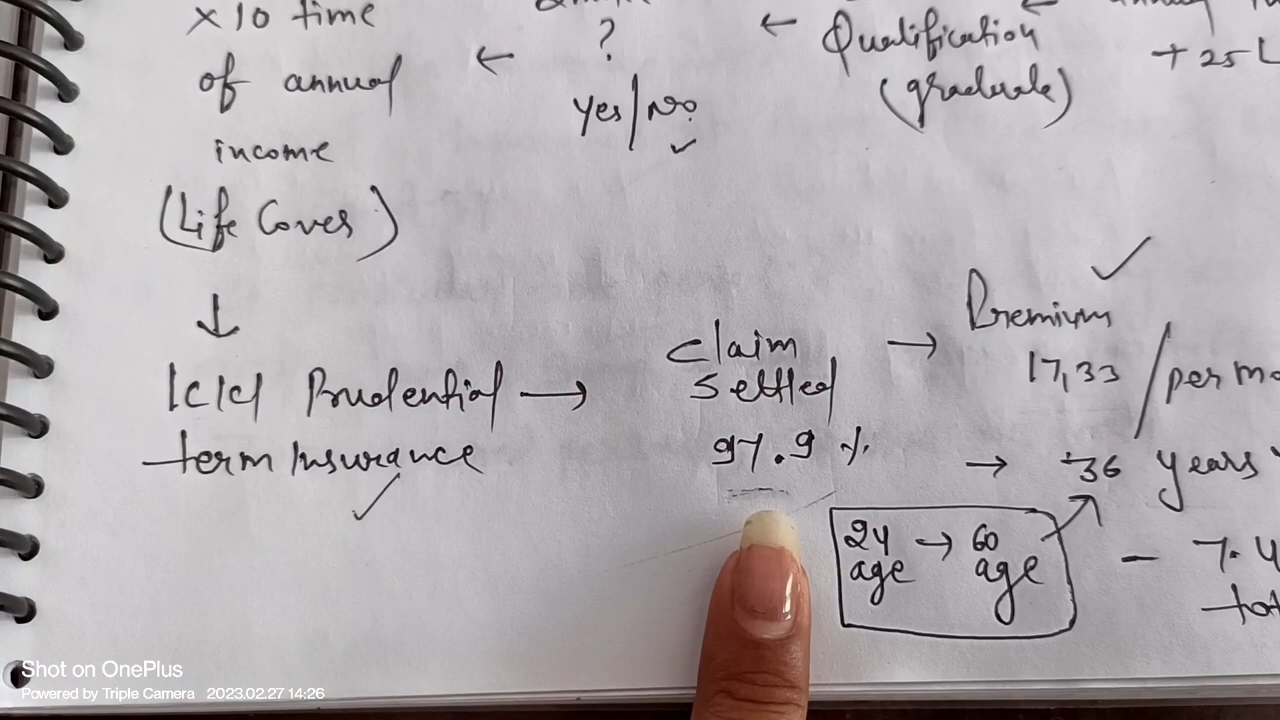 ×10 time
of annual
income
(Life Cover)
←
?
Yes/No
✓
←
Qualification
(graduate)
←
+ 25 L
↓
ICICI Prudential →
term Insurance
✓
Claim
Settled
97.9 %
→ Premium ✓
17,33 / per mo
→ 36 years
24 → 60
age age
- 7.4
Shot on OnePlus
Powered by Triple Camera 2023.02.27 14:26